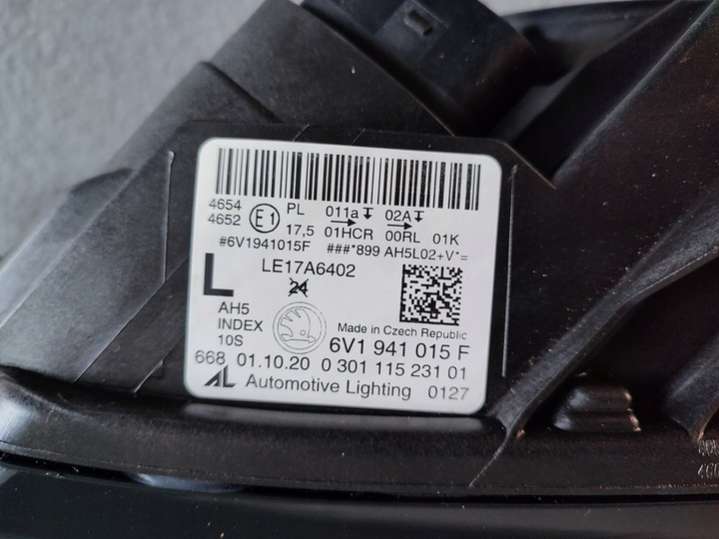 4654
4652
E1
PL
17,5
011a
01HCR
02A
00RL
01K
#6V1941015F
###*899 AH5L02+V*=
LE17A6402
L
24
AH5
INDEX
10S
Made in Czech Republic
6V1 941 015 F
668 01.10.20 0 301 115 231 01
AL Automotive Lighting 0127